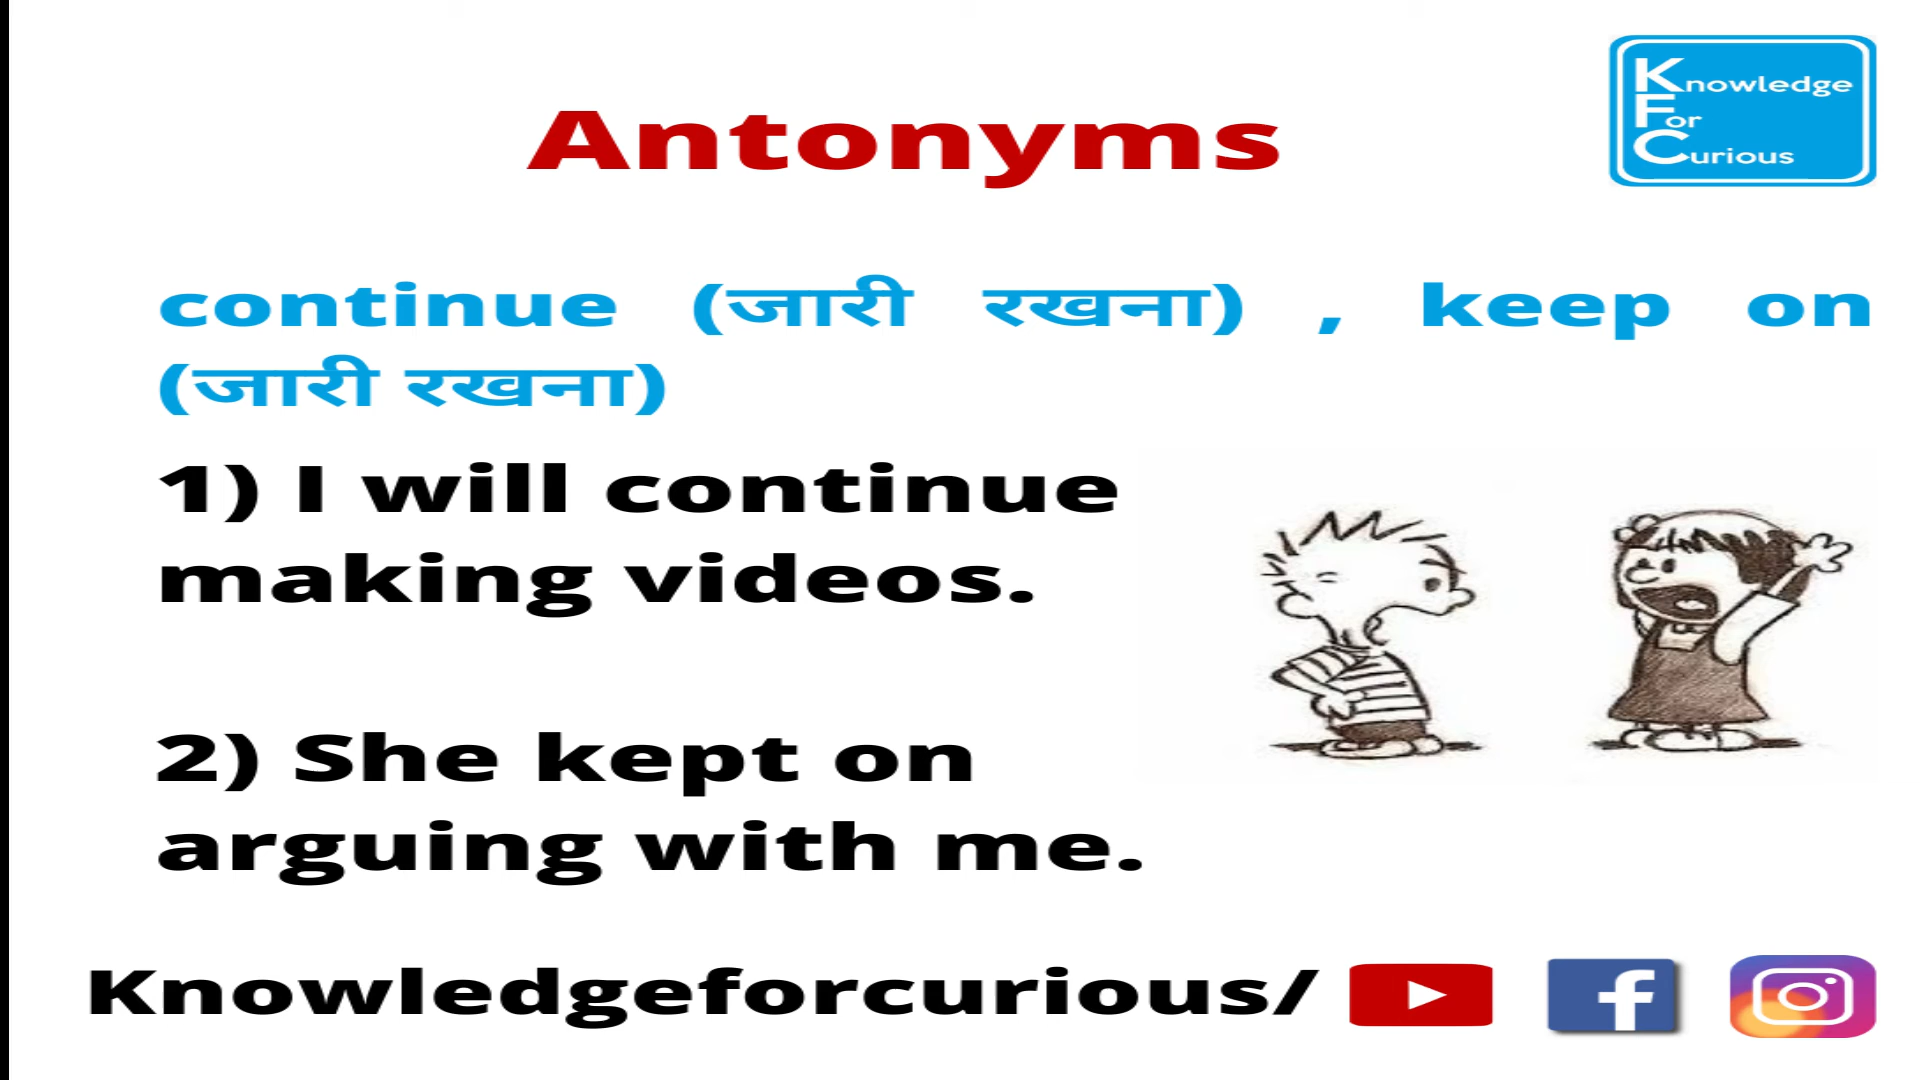 Antonyms
Knowledge
For
Curious
continue (जारी रखना) , keep on
(जारी रखना)
1) I will continue
making videos.
2) She kept on
arguing with me.
Knowledgeforcurious/